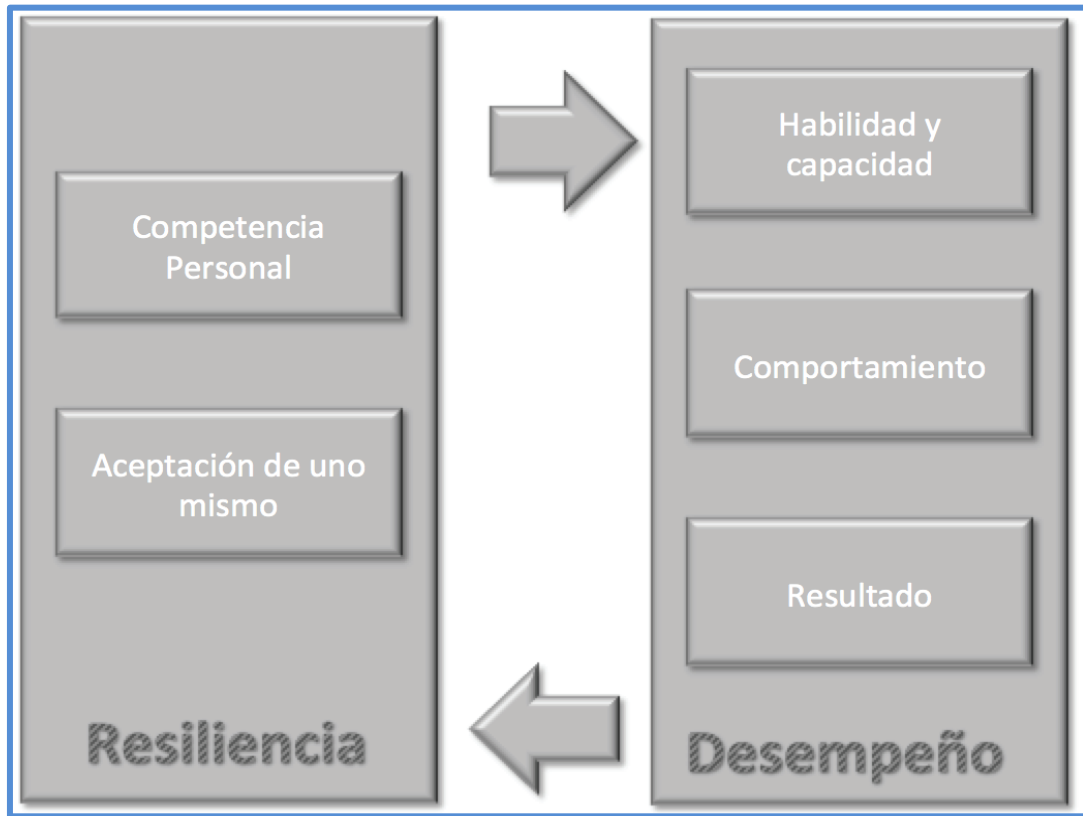 Competencia
Personal
Aceptación de uno
mismo
Resiliencia
Habilidad y
capacidad
Comportamiento
Resultado
Desempeño